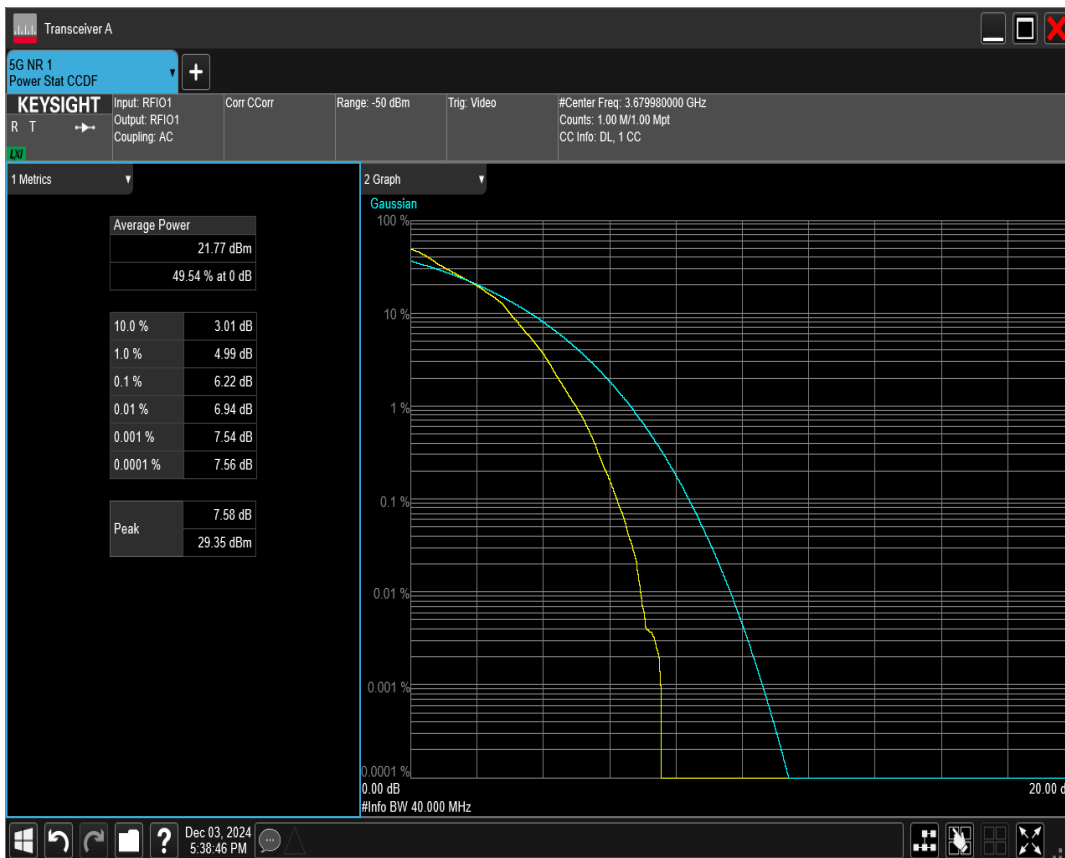 Transceiver A
5G NR 1
Power Stat CCDF
+
KEYSIGHT
R T
LXI
Input: RFIO1
Output: RFIO1
Coupling: AC
Corr CCorr
Range: -50 dBm
Trig: Video
#Center Freq: 3.679980000 GHz
Counts: 1.00 M/1.00 Mpt
CC Info: DL, 1 CC
1 Metrics
Average Power
21.77 dBm
49.54 % at 0 dB
10.0 % 3.01 dB
1.0 % 4.99 dB
0.1 % 6.22 dB
0.01 % 6.94 dB
0.001 % 7.54 dB
0.0001 % 7.56 dB
Peak
7.58 dB
29.35 dBm
2 Graph
Gaussian
100 %
10 %
1 %
0.1 %
0.01 %
0.001 %
0.0001 %
0.00 dB
20.00 d
#Info BW 40.000 MHz
?
Dec 03, 2024
5:38:46 PM